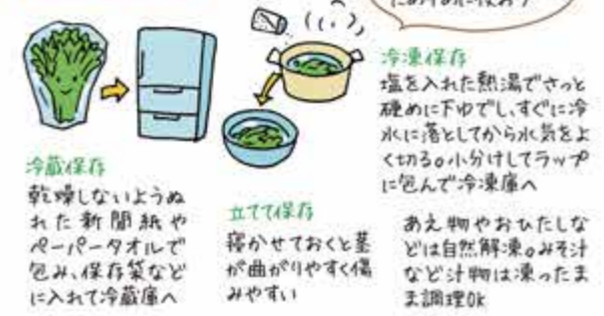 冷蔵保存
乾燥しないようぬ
れた新聞紙や
ペーパータオルで
包み、保存袋など
に入れて冷蔵庫へ
立てて保存
寝かせておくと茎
が曲がりやすく傷
みやすい
冷凍保存
塩を入れた熱湯でさっと
硬めに下ゆでし、すぐに冷
水に落としてから水気をよ
く切る。小分けしてラップ
に包んで冷凍庫へ
あえ物やおひたしな
どは自然解凍。みそ汁
など汁物は凍ったま
ま調理OK